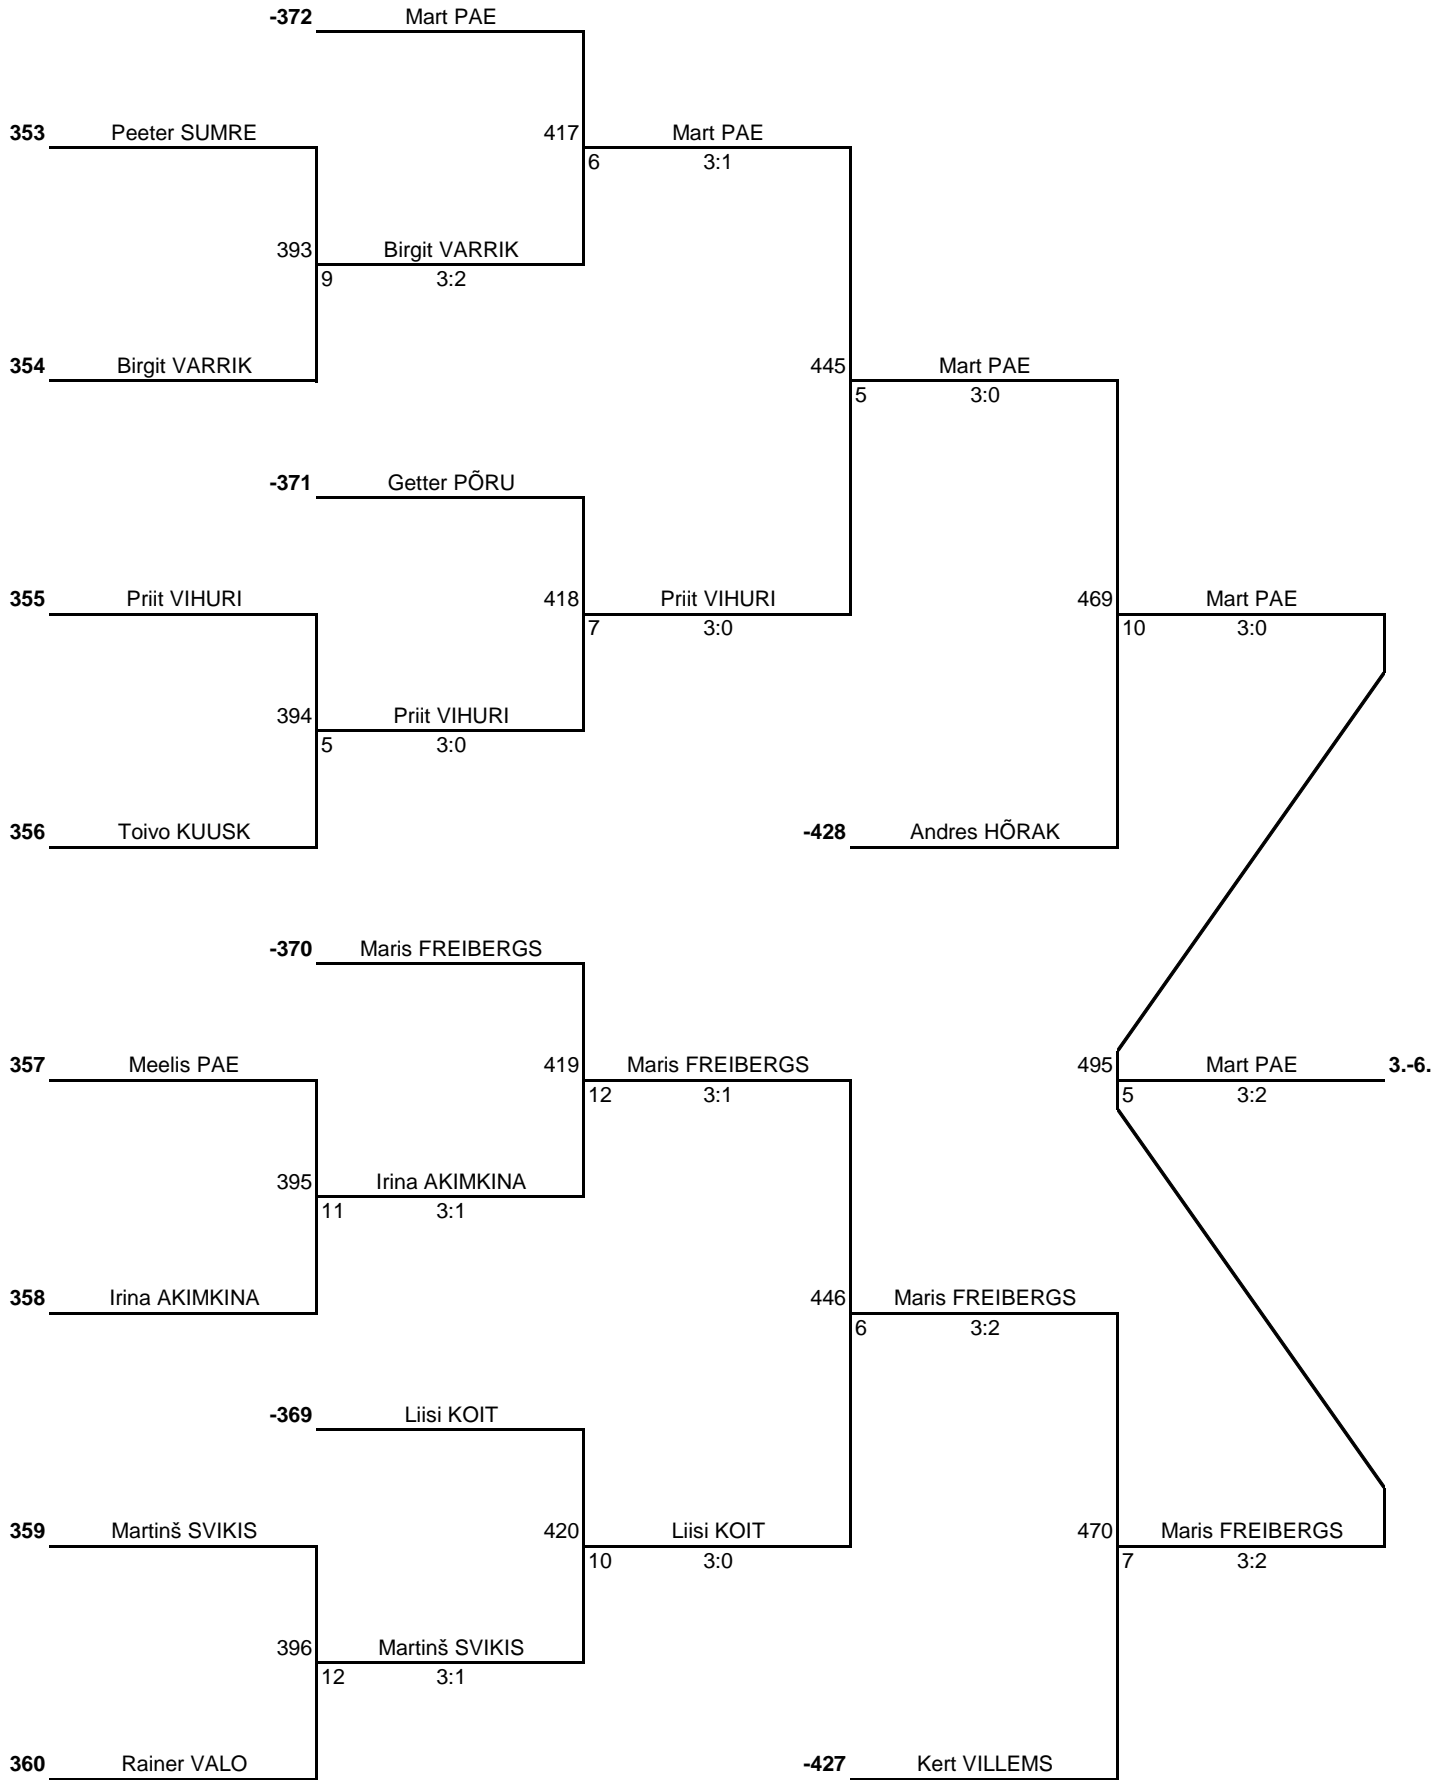 -372 Mart PAE
353 Peeter SUMRE 417 Mart PAE
6 3:1
393 Birgit VARRIK
9 3:2
354 Birgit VARRIK 445 Mart PAE
5 3:0
-371 Getter PÕRU
355 Priit VIHURI 418 Priit VIHURI 469 Mart PAE
7 3:0 10 3:0
394 Priit VIHURI
5 3:0
356 Toivo KUUSK -428 Andres HÕRAK
-370 Maris FREIBERGS
357 Meelis PAE 419 Maris FREIBERGS 495 Mart PAE 3.-6.
12 3:1 5 3:2
395 Irina AKIMKINA
11 3:1
358 Irina AKIMKINA 446 Maris FREIBERGS
6 3:2
-369 Liisi KOIT
359 Martinš SVIKIS 420 Liisi KOIT 470 Maris FREIBERGS
10 3:0 7 3:2
396 Martinš SVIKIS
12 3:1
360 Rainer VALO -427 Kert VILLEMS